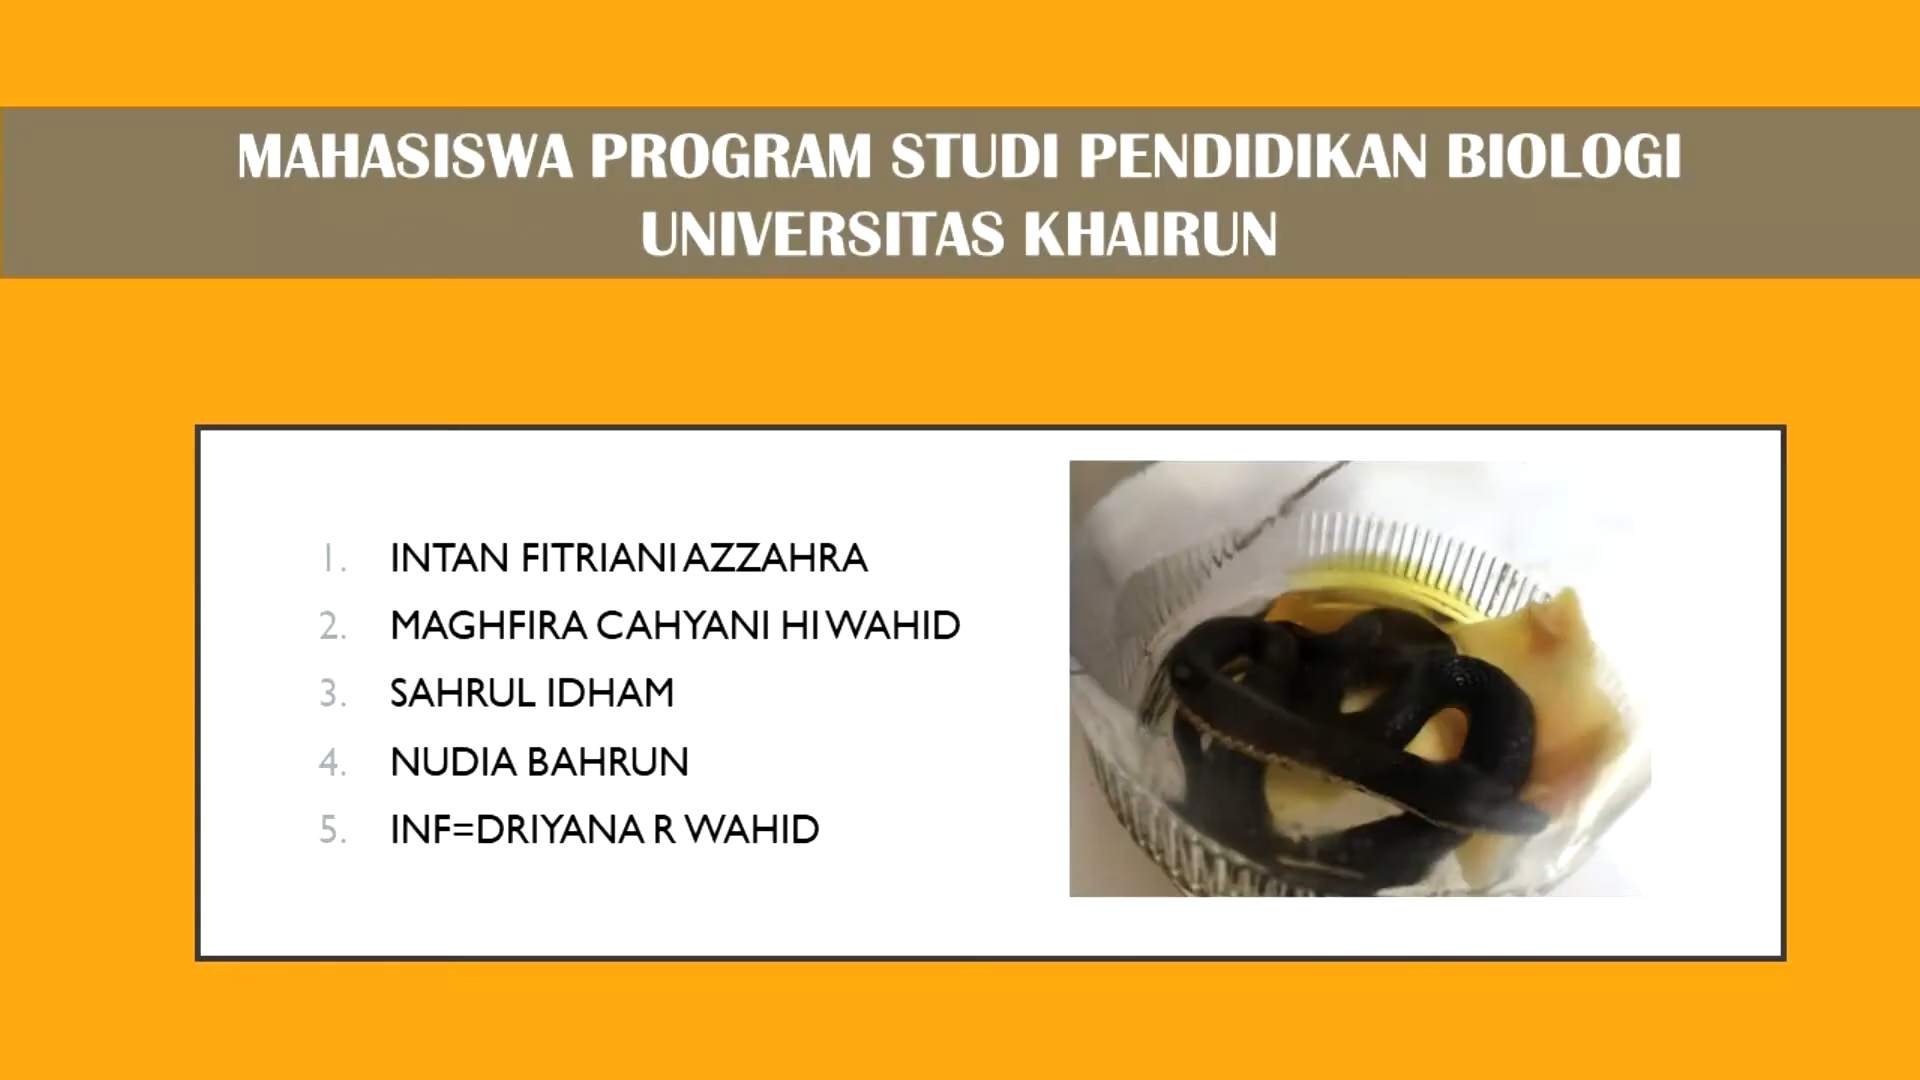 MAHASISWA PROGRAM STUDI PENDIDIKAN BIOLOGI
UNIVERSITAS KHAIRUN
1. INTAN FITRIANI AZZAHRA
2. MAGHFIRA CAHYANI HI WAHID
3. SAHRUL IDHAM
4. NUDIA BAHRUN
5. INF=DRIYANA R WAHID